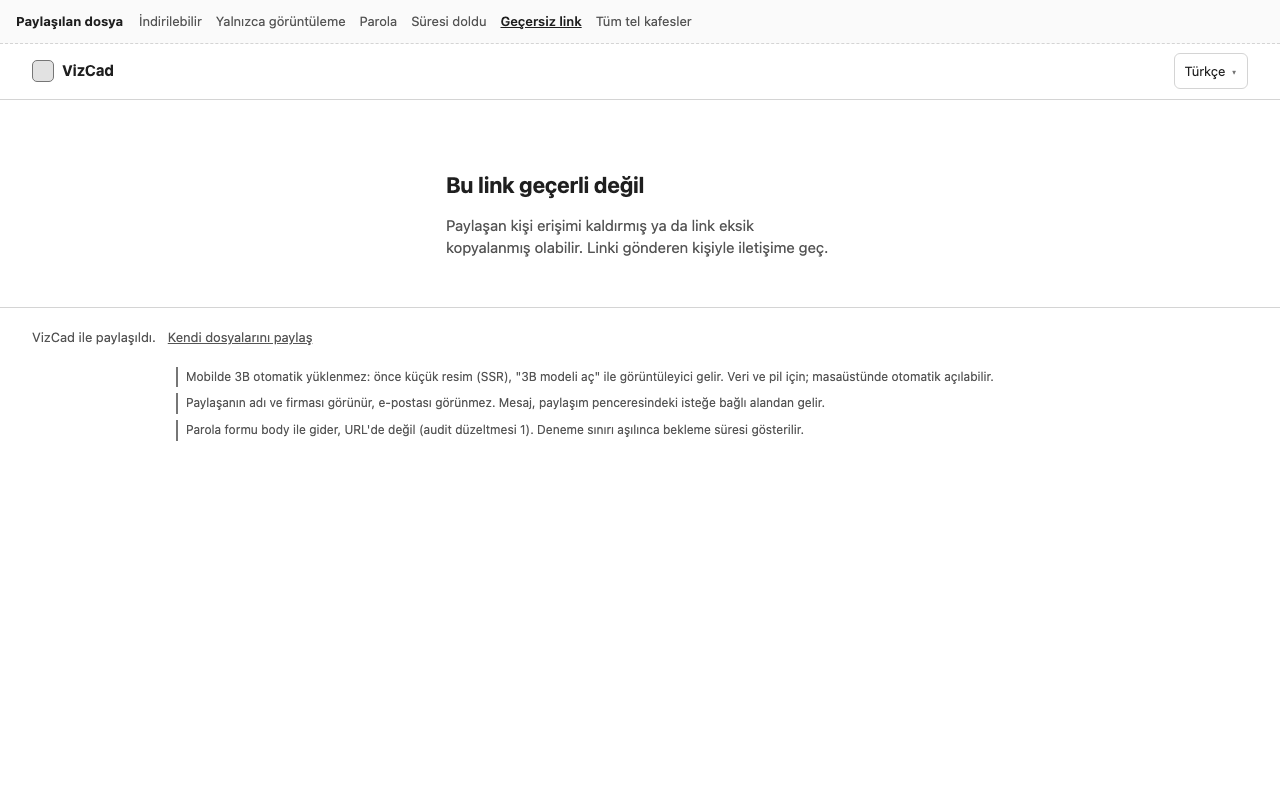 Paylaşılan dosya İndirilebilir Yalnızca görüntüleme Parola Süresi doldu Geçersiz link Tüm tel kafesler
VizCad Türkçe
Bu link geçerli değil
Paylaşan kişi erişimi kaldırmış ya da link eksik
kopyalanmış olabilir. Linki gönderen kişiyle iletişime geç.
VizCad ile paylaşıldı. Kendi dosyalarını paylaş
Mobilde 3B otomatik yüklenmez: önce küçük resim (SSR), "3B modeli aç" ile görüntüleyici gelir. Veri ve pil için; masaüstünde otomatik açılabilir.
Paylaşanın adı ve firması görünür, e-postası görünmez. Mesaj, paylaşım penceresindeki isteğe bağlı alandan gelir.
Parola formu body ile gider, URL'de değil (audit düzeltmesi 1). Deneme sınırı aşılınca bekleme süresi gösterilir.